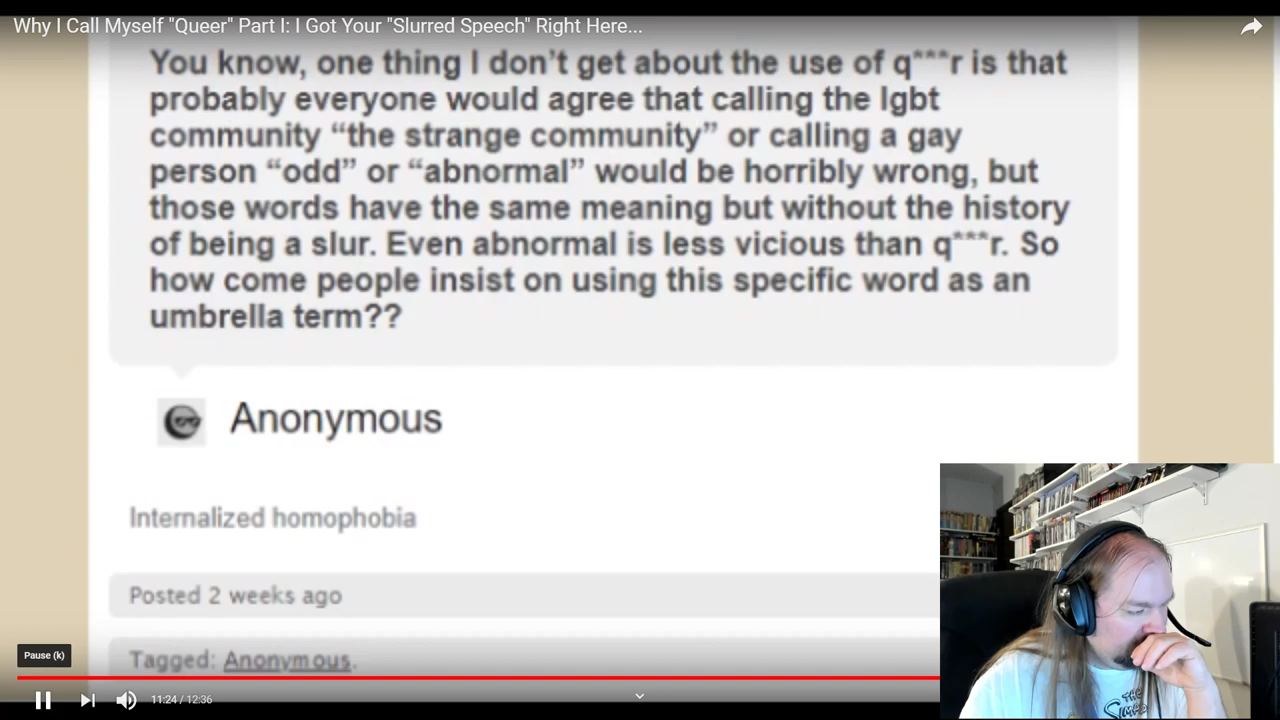 Why I Call Myself "Queer" Part I: I Got Your "Slurred Speech" Right Here...
You know, one thing I don't get about the use of q***r is that
probably everyone would agree that calling the lgbt
community “the strange community” or calling a gay
person “odd” or “abnormal” would be horribly wrong, but
those words have the same meaning but without the history
of being a slur. Even abnormal is less vicious than q***r. So
how come people insist on using this specific word as an
umbrella term??
Anonymous
Internalized homophobia
Posted 2 weeks ago
Pause (k)
Tagged: Anonymous.
11:24 / 12:36
THE
SIMPS